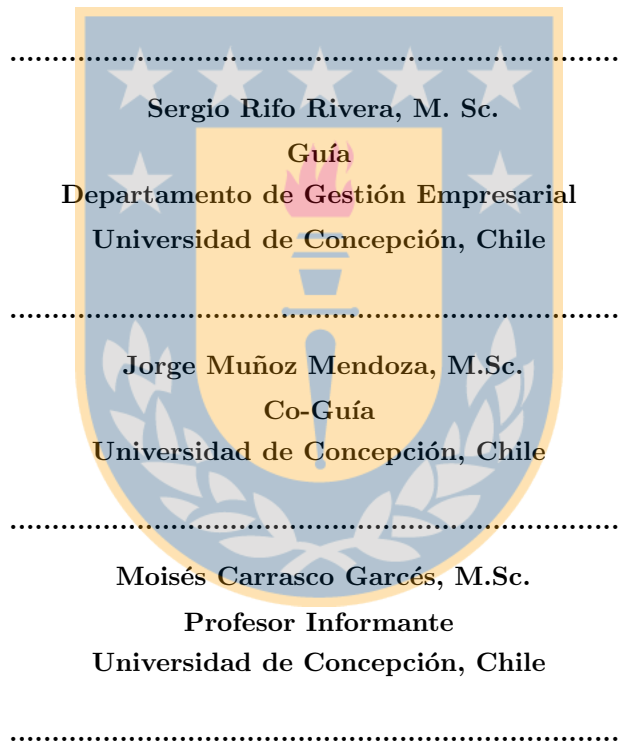 ................................................................................
Sergio Rifo Rivera, M. Sc.
Guía
Departamento de Gestión Empresarial
Universidad de Concepción, Chile
................................................................................
Jorge Muñoz Mendoza, M.Sc.
Co-Guía
Universidad de Concepción, Chile
................................................................................
Moisés Carrasco Garcés, M.Sc.
Profesor Informante
Universidad de Concepción, Chile
................................................................................